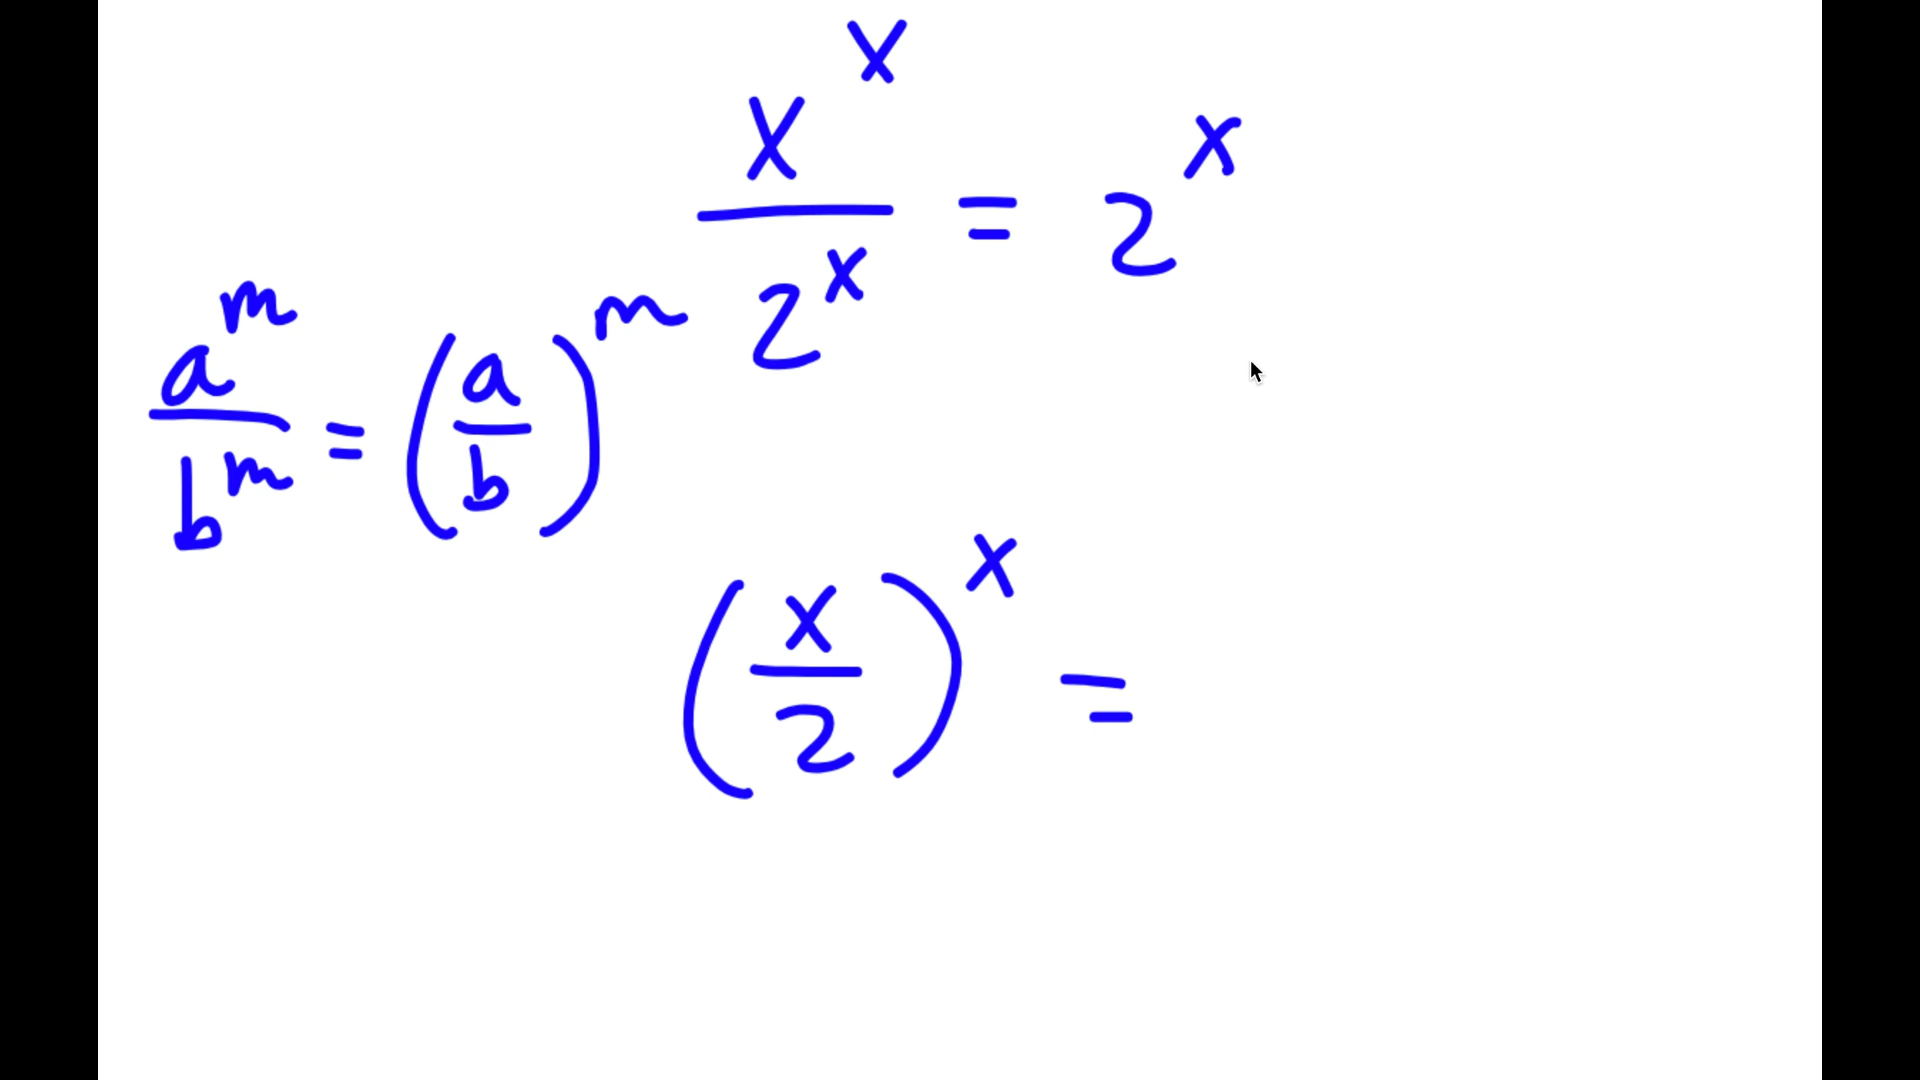 x^x / 2^x = 2^x
a^m / b^m = (a / b)^m
(x / 2)^x =